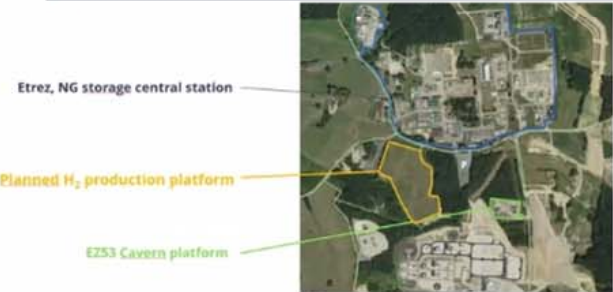 Etrez, NG storage central station
P
Planned H₂ production platform
EZ53 Cavern platform